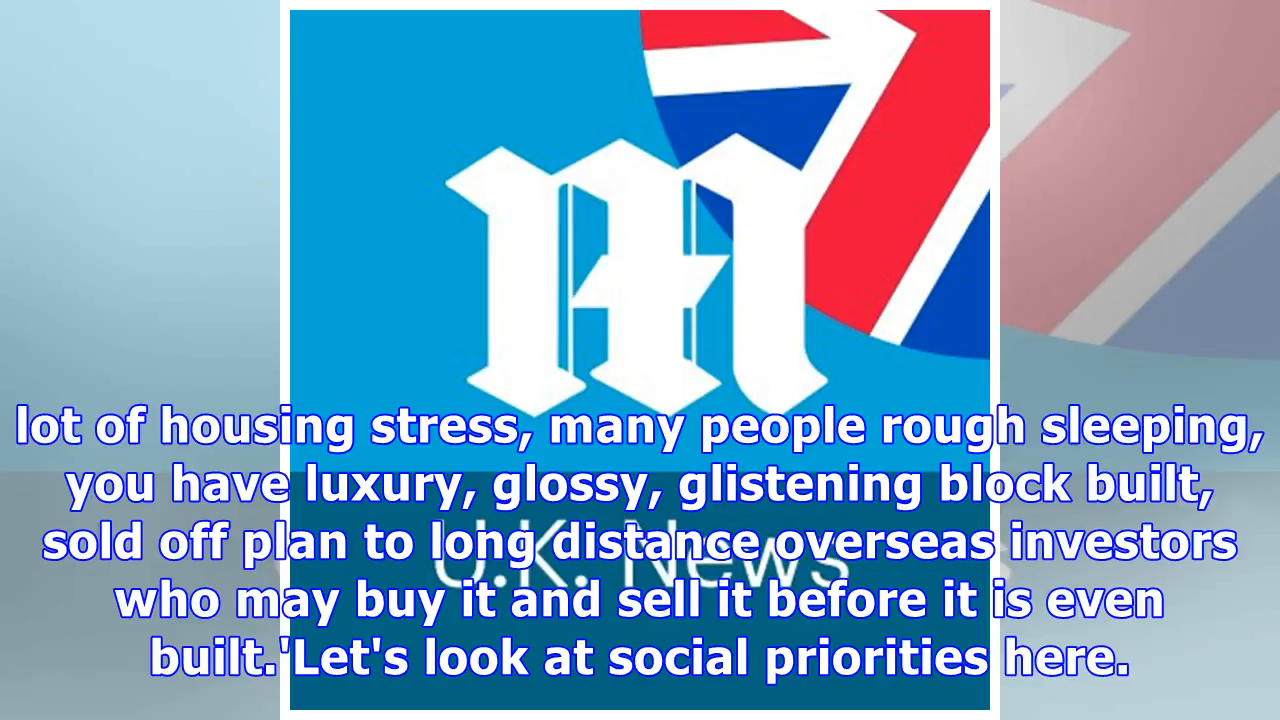 m
lot of housing stress, many people rough sleeping,
you have luxury, glossy, glistening block built,
sold off plan to long distance overseas investors
U.K. News
who may buy it and sell it before it is even
built.'Let's look at social priorities here.